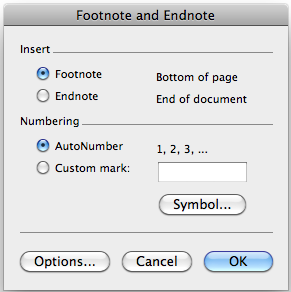 Footnote and Endnote
Insert
Footnote Bottom of page
Endnote End of document
Numbering
AutoNumber 1, 2, 3, ...
Custom mark:
Symbol...
Options... Cancel OK